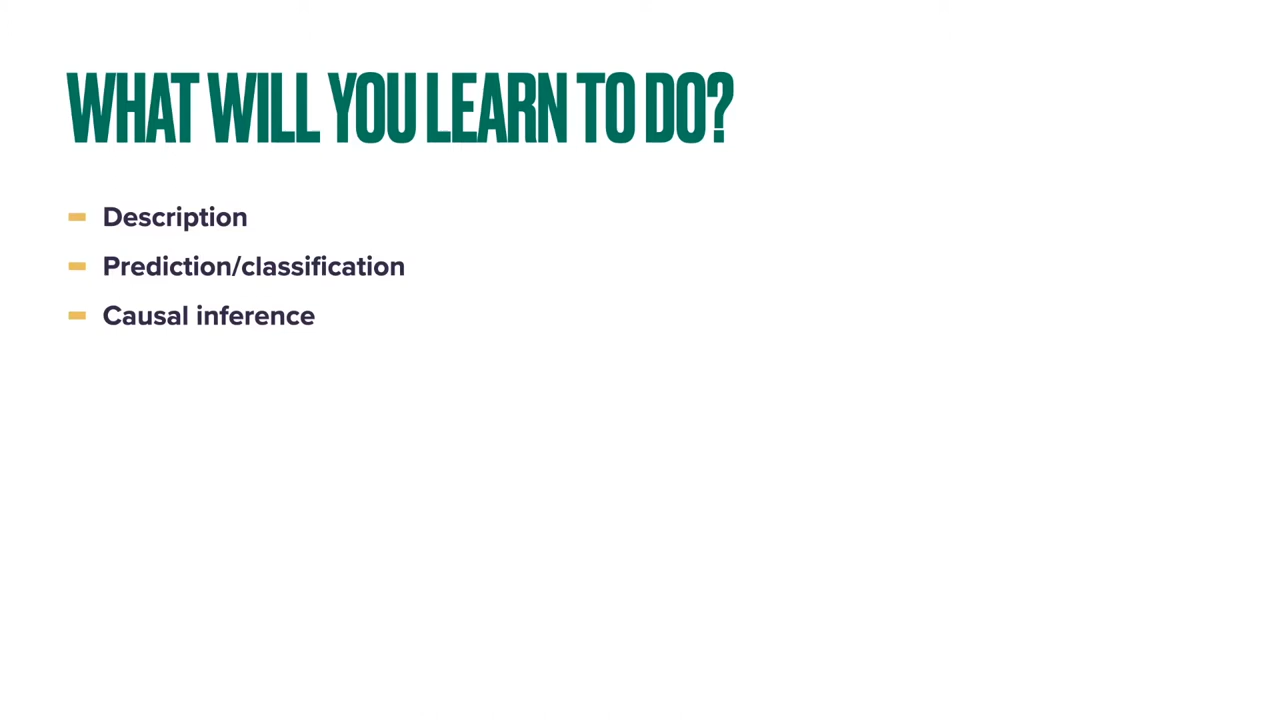 WHAT WILL YOU LEARN TO DO?
Description
Prediction/classification
Causal inference